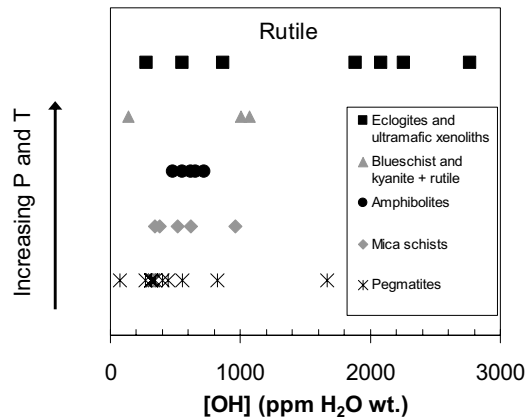 Rutile
Increasing P and T
Eclogites and
ultramafic xenoliths
Blueschist and
kyanite + rutile
Amphibolites
Mica schists
Pegmatites
0 1000 2000 3000
[OH] (ppm H₂O wt.)